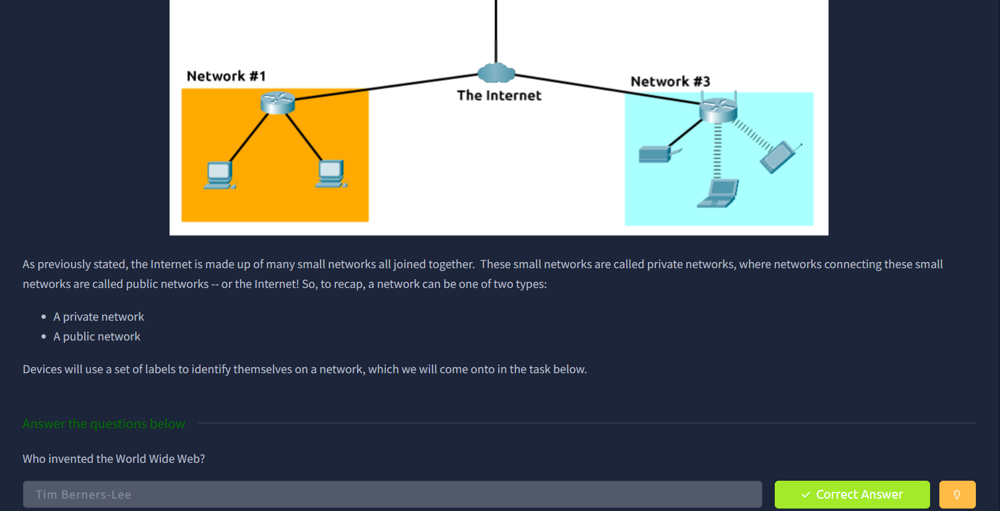 Network #1
Network #3
The Internet
As previously stated, the Internet is made up of many small networks all joined together.  These small networks are called private networks, where networks connecting these small
networks are called public networks -- or the Internet! So, to recap, a network can be one of two types:
A private network
A public network
Devices will use a set of labels to identify themselves on a network, which we will come onto in the task below.
Answer the questions below
Who invented the World Wide Web?
Tim Berners-Lee
Correct Answer